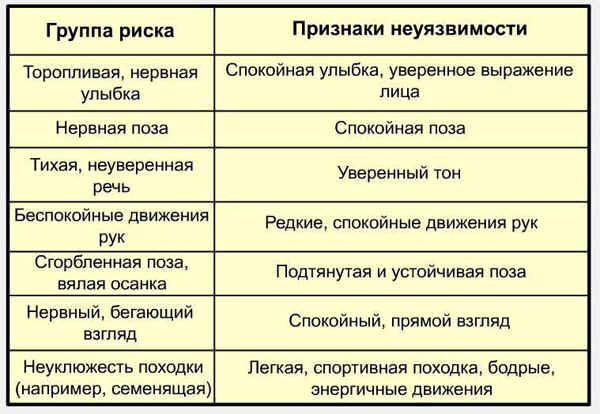 Группа риска
Признаки неуязвимости
Торопливая, нервная
улыбка
Спокойная улыбка, уверенное выражение
лица
Нервная поза
Спокойная поза
Тихая, неуверенная
речь
Уверенный тон
Беспокойные движения
рук
Редкие, спокойные движения рук
Сгорбленная поза,
вялая осанка
Подтянутая и устойчивая поза
Нервный, бегающий
взгляд
Спокойный, прямой взгляд
Неуклюжесть походки
(например, семенящая)
Легкая, спортивная походка, бодрые,
энергичные движения